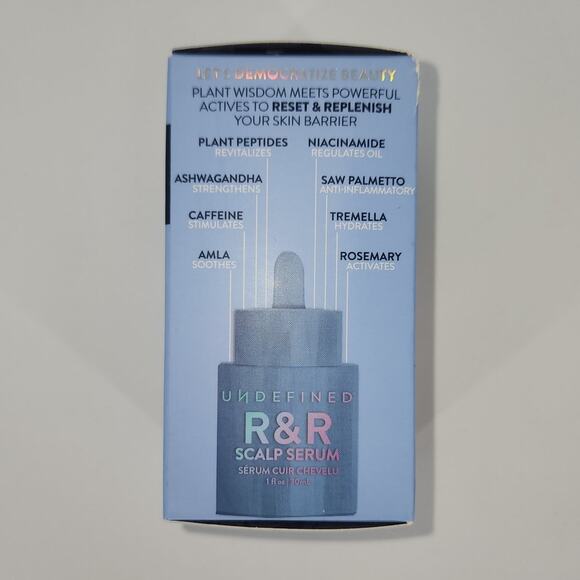 LET'S DEMOCRATIZE BEAUTY
PLANT WISDOM MEETS POWERFUL
ACTIVES TO RESET & REPLENISH
YOUR SKIN BARRIER
PLANT PEPTIDES
REVITALIZES
NIACINAMIDE
REGULATES OIL
ASHWAGANDHA
STRENGTHENS
SAW PALMETTO
ANTI-INFLAMMATORY
CAFFEINE
STIMULATES
TREMELLA
HYDRATES
AMLA
SOOTHES
ROSEMARY
ACTIVATES
UNDEFINED
R&R
SCALP SERUM
SÉRUM CUIR CHEVELU
1 fl oz | 30mL